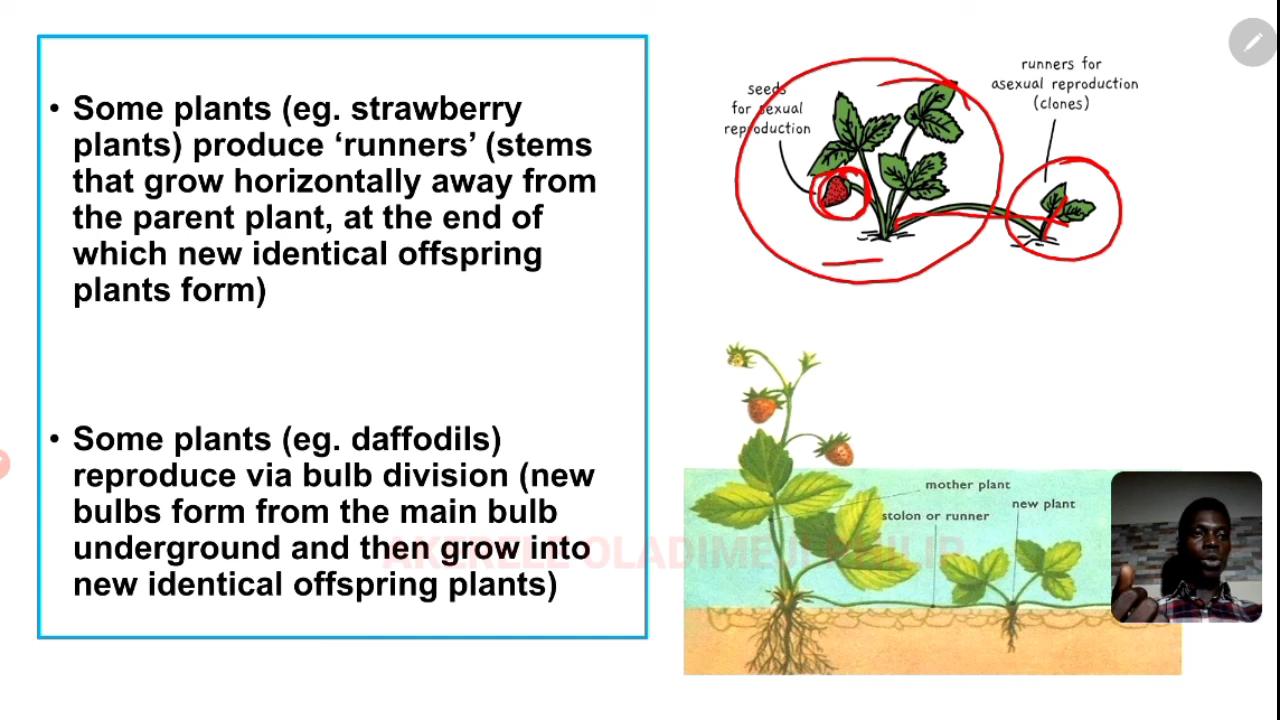 • Some plants (eg. strawberry
plants) produce ‘runners’ (stems
that grow horizontally away from
the parent plant, at the end of
which new identical offspring
plants form)
• Some plants (eg. daffodils)
reproduce via bulb division (new
bulbs form from the main bulb
underground and then grow into
new identical offspring plants)
seeds
for sexual
reproduction
runners for
asexual reproduction
(clones)
mother plant
stolon or runner
new plant
AKERELE OLADIMEJI PHILIP